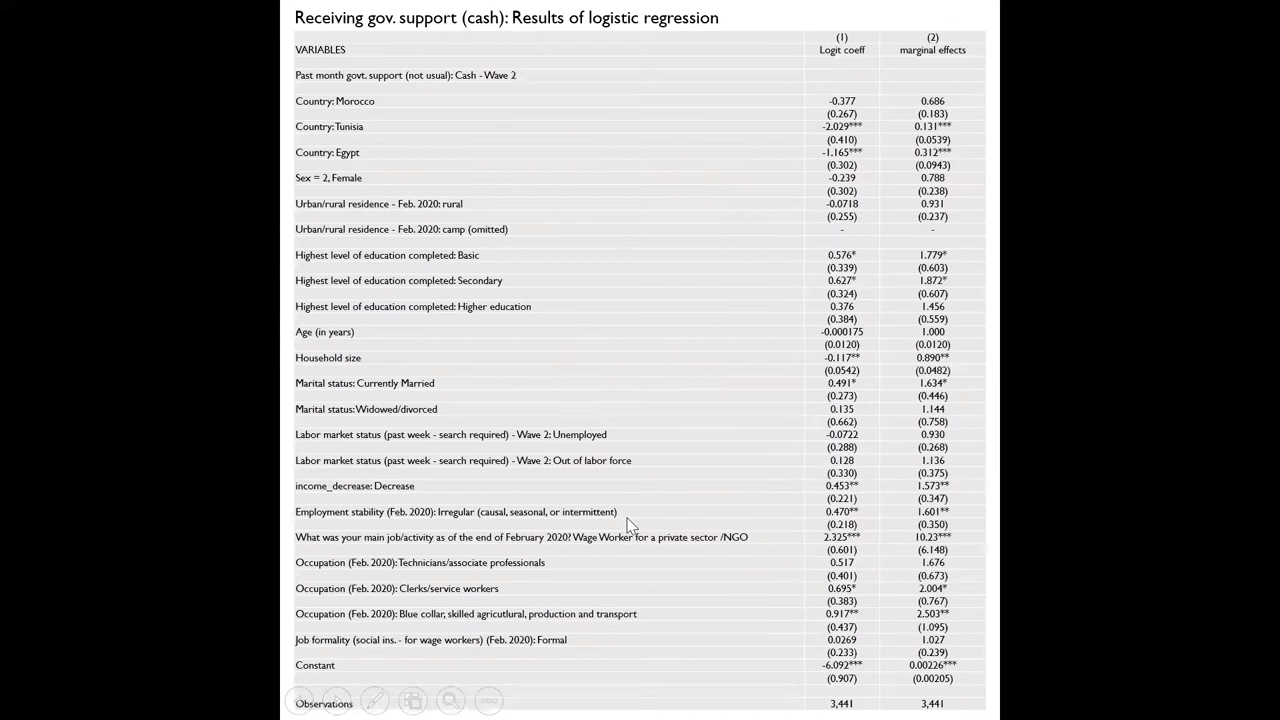 Receiving gov. support (cash): Results of logistic regression
(1) (2)
VARIABLES Logit coeff marginal effects
Past month govt. support (not usual): Cash - Wave 2
Country: Morocco -0.377 0.686
(0.267) (0.183)
Country: Tunisia -2.029*** 0.131***
(0.410) (0.0539)
Country: Egypt -1.165*** 0.312***
(0.302) (0.0943)
Sex = 2, Female -0.239 0.788
(0.302) (0.238)
Urban/rural residence - Feb. 2020: rural -0.0718 0.931
(0.255) (0.237)
Urban/rural residence - Feb. 2020: camp (omitted) - -
Highest level of education completed: Basic 0.576* 1.779*
(0.339) (0.603)
Highest level of education completed: Secondary 0.627* 1.872*
(0.324) (0.607)
Highest level of education completed: Higher education 0.376 1.456
(0.384) (0.559)
Age (in years) -0.000175 1.000
(0.0120) (0.0120)
Household size -0.117** 0.890**
(0.0542) (0.0482)
Marital status: Currently Married 0.491* 1.634*
(0.273) (0.446)
Marital status: Widowed/divorced 0.135 1.144
(0.662) (0.758)
Labor market status (past week - search required) - Wave 2: Unemployed -0.0722 0.930
(0.288) (0.268)
Labor market status (past week - search required) - Wave 2: Out of labor force 0.128 1.136
(0.330) (0.375)
income_decrease: Decrease 0.453** 1.573**
(0.221) (0.347)
Employment stability (Feb. 2020): Irregular (causal, seasonal, or intermittent) 0.470** 1.601**
(0.218) (0.350)
What was your main job/activity as of the end of February 2020? Wage Worker for a private sector /NGO 2.325*** 10.23***
(0.601) (6.148)
Occupation (Feb. 2020): Technicians/associate professionals 0.517 1.676
(0.401) (0.673)
Occupation (Feb. 2020): Clerks/service workers 0.695* 2.004*
(0.383) (0.767)
Occupation (Feb. 2020): Blue collar, skilled agricutlural, production and transport 0.917** 2.503**
(0.437) (1.095)
Job formality (social ins. - for wage workers) (Feb. 2020): Formal 0.0269 1.027
(0.233) (0.239)
Constant -6.092*** 0.00226***
(0.907) (0.00205)
Observations 3,441 3,441